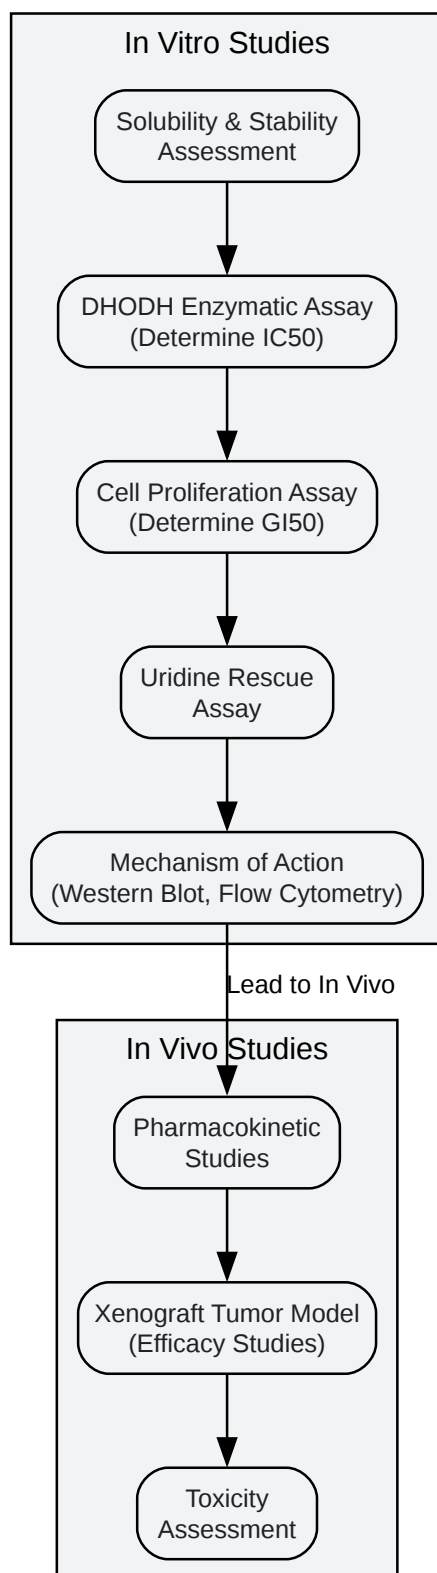 In Vitro Studies
Solubility & Stability
Assessment
DHODH Enzymatic Assay
(Determine IC50)
Cell Proliferation Assay
(Determine GI50)
Uridine Rescue
Assay
Mechanism of Action
(Western Blot, Flow Cytometry)
Lead to In Vivo
In Vivo Studies
Pharmacokinetic
Studies
Xenograft Tumor Model
(Efficacy Studies)
Toxicity
Assessment